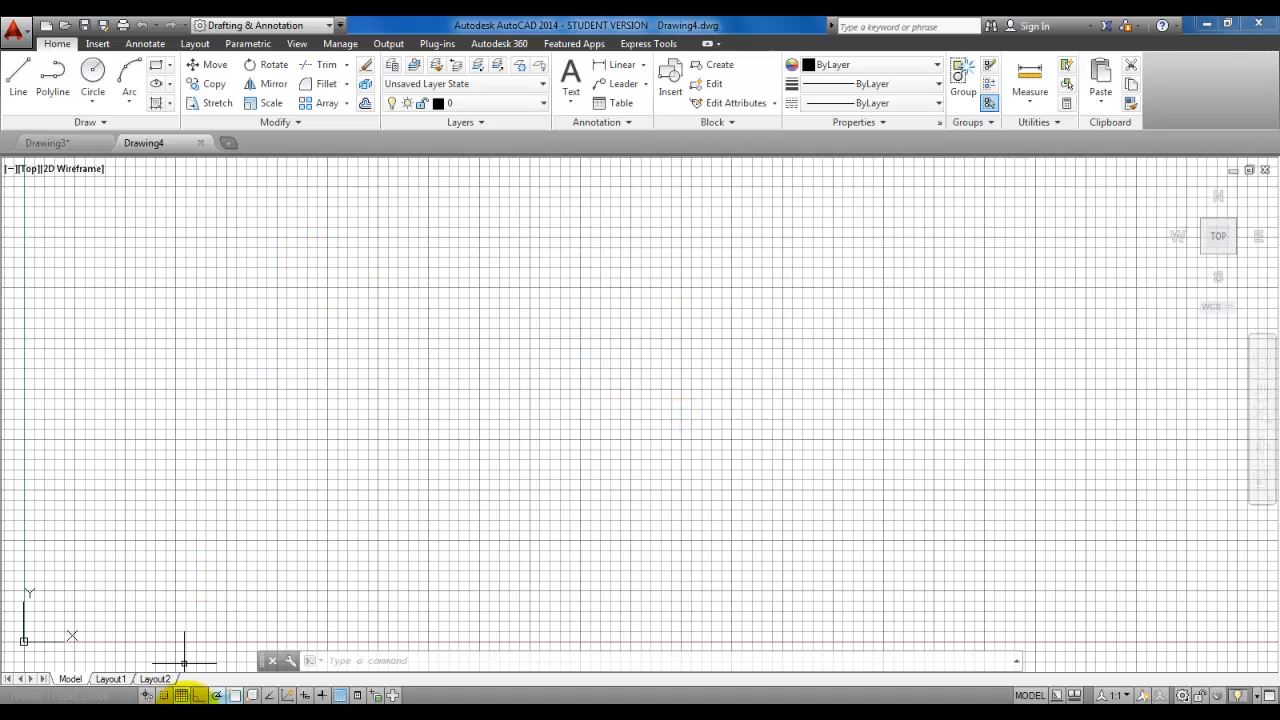 Drafting & Annotation
Autodesk AutoCAD 2014 - STUDENT VERSION Drawing4.dwg
Type a keyword or phrase
Sign In
Home Insert Annotate Layout Parametric View Manage Output Plug-ins Autodesk 360 Featured Apps Express Tools
Move Rotate Trim Linear Create ByLayer
Copy Mirror Fillet Unsaved Layer State Leader Edit ByLayer
Line Polyline Circle Arc Text Insert Group Measure Paste
Stretch Scale Array 0 Table Edit Attributes ByLayer
Draw Modify Layers Annotation Block Properties Groups Utilities Clipboard
Drawing3* Drawing4
[−][Top][2D Wireframe]
N
W TOP E
S
WCS
Y
X
Type a command
Model Layout1 Layout2
MODEL 1:1